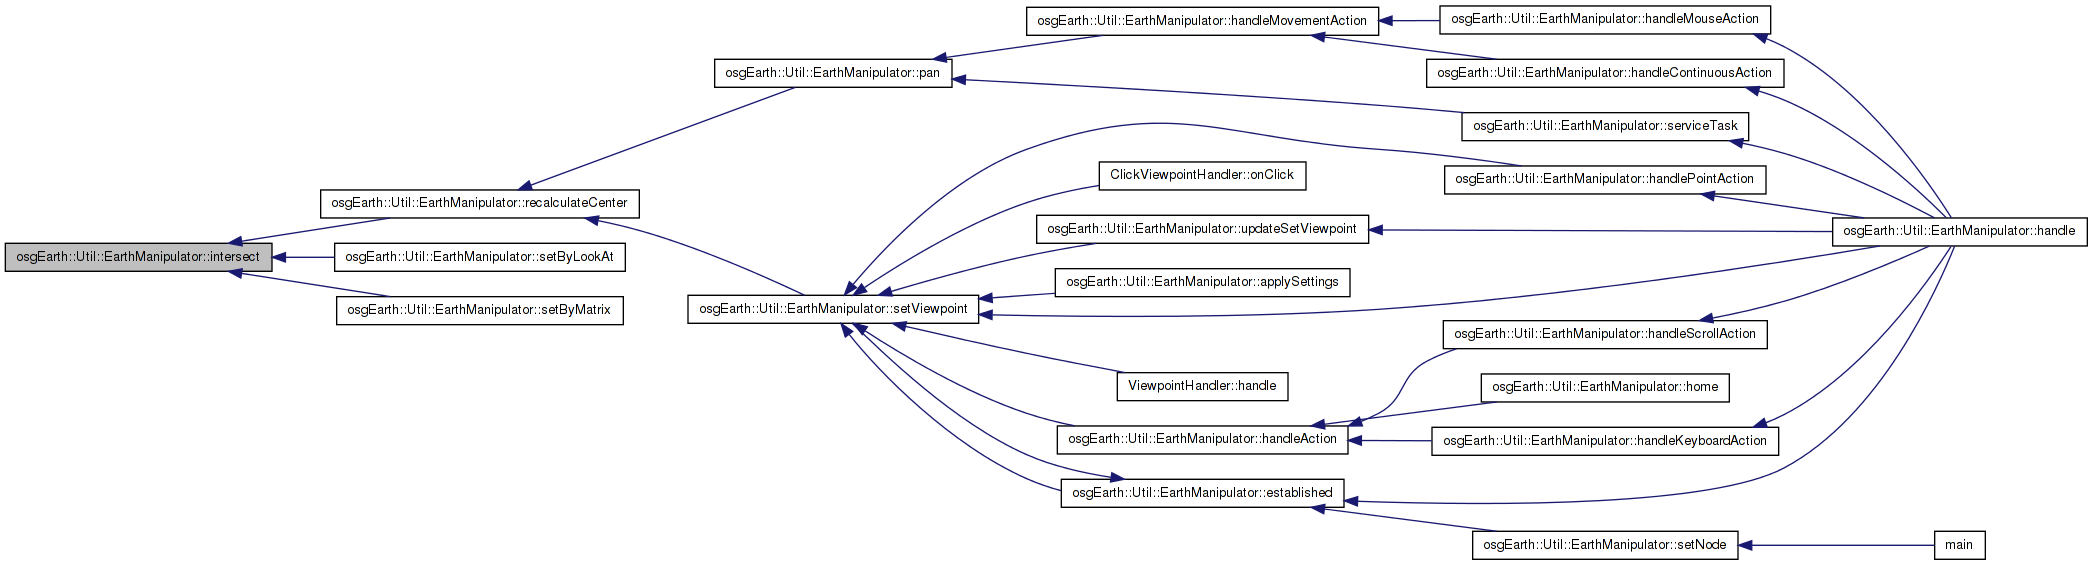 osgEarth::Util::EarthManipulator::intersect
osgEarth::Util::EarthManipulator::recalculateCenter
osgEarth::Util::EarthManipulator::setByLookAt
osgEarth::Util::EarthManipulator::setByMatrix
osgEarth::Util::EarthManipulator::pan
osgEarth::Util::EarthManipulator::setViewpoint
osgEarth::Util::EarthManipulator::handleMovementAction
ClickViewpointHandler::onClick
osgEarth::Util::EarthManipulator::updateSetViewpoint
osgEarth::Util::EarthManipulator::applySettings
ViewpointHandler::handle
osgEarth::Util::EarthManipulator::handleAction
osgEarth::Util::EarthManipulator::established
osgEarth::Util::EarthManipulator::handleMouseAction
osgEarth::Util::EarthManipulator::handleContinuousAction
osgEarth::Util::EarthManipulator::serviceTask
osgEarth::Util::EarthManipulator::handlePointAction
osgEarth::Util::EarthManipulator::handleScrollAction
osgEarth::Util::EarthManipulator::home
osgEarth::Util::EarthManipulator::handleKeyboardAction
osgEarth::Util::EarthManipulator::setNode
osgEarth::Util::EarthManipulator::handle
main